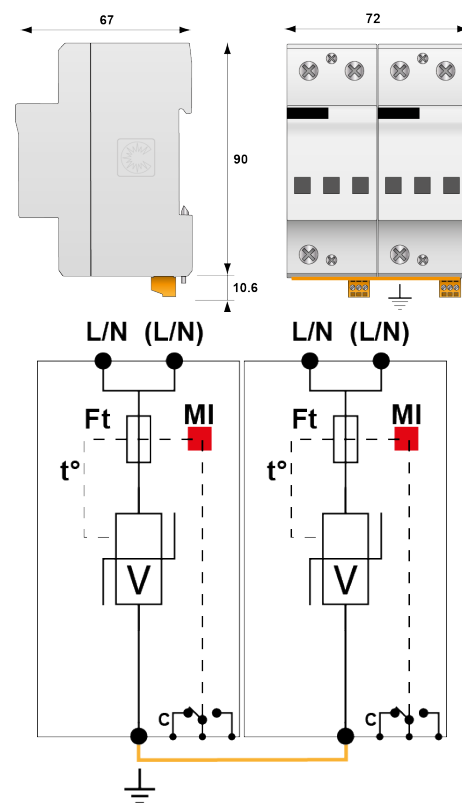 67
72
90
10.6
L/N (L/N)
L/N (L/N)
Ft
MI
Ft
MI
t°
t°
V
V
C
C